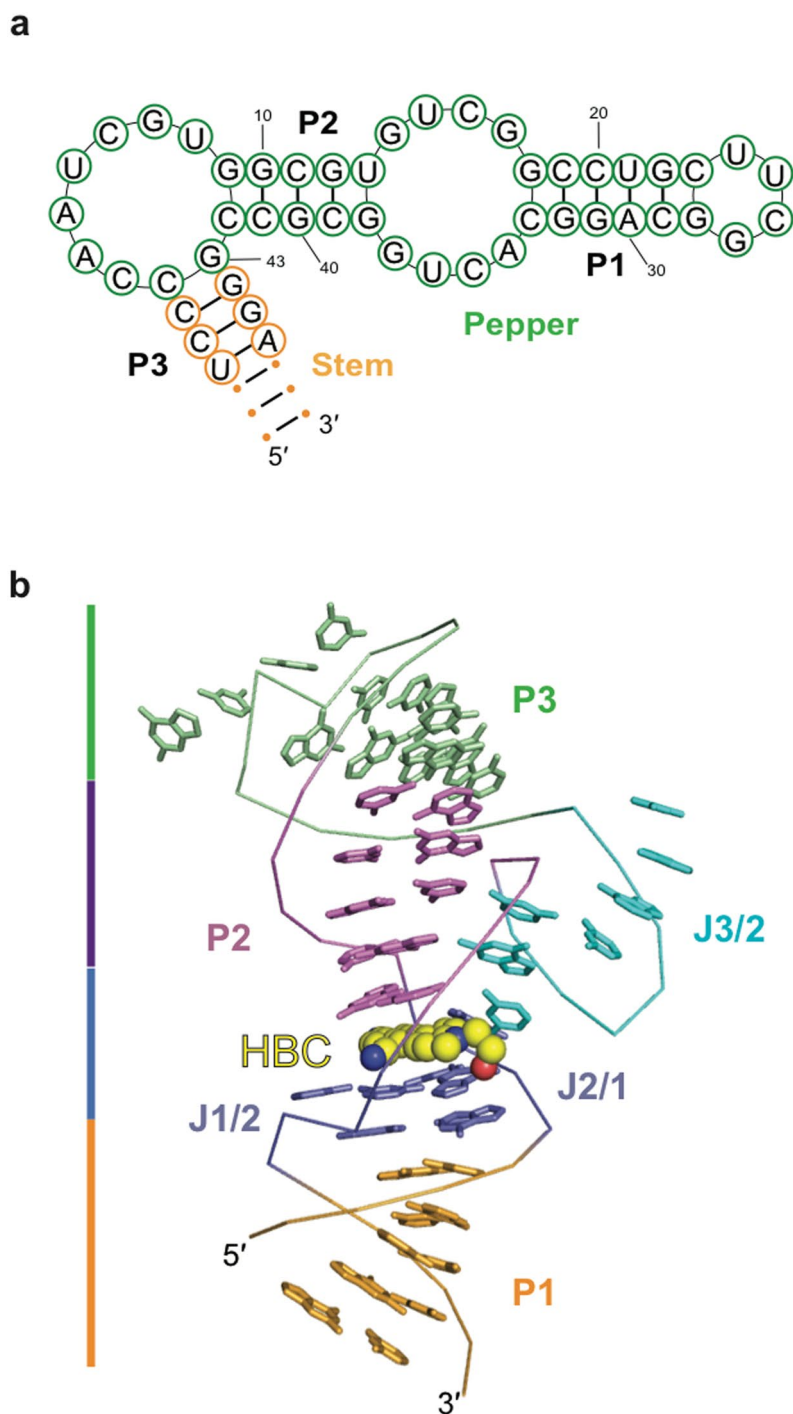 a
10
P2
20
U C G U G G C G U G U C G G C C U G C U U C
A A C C C C G C G G U C A C G G A C G G
G
43
40
P1
30
Pepper
C C U
G G A
P3
Stem
3′
5′
b
P3
P2
J3/2
HBC
J2/1
J1/2
5′
P1
3′